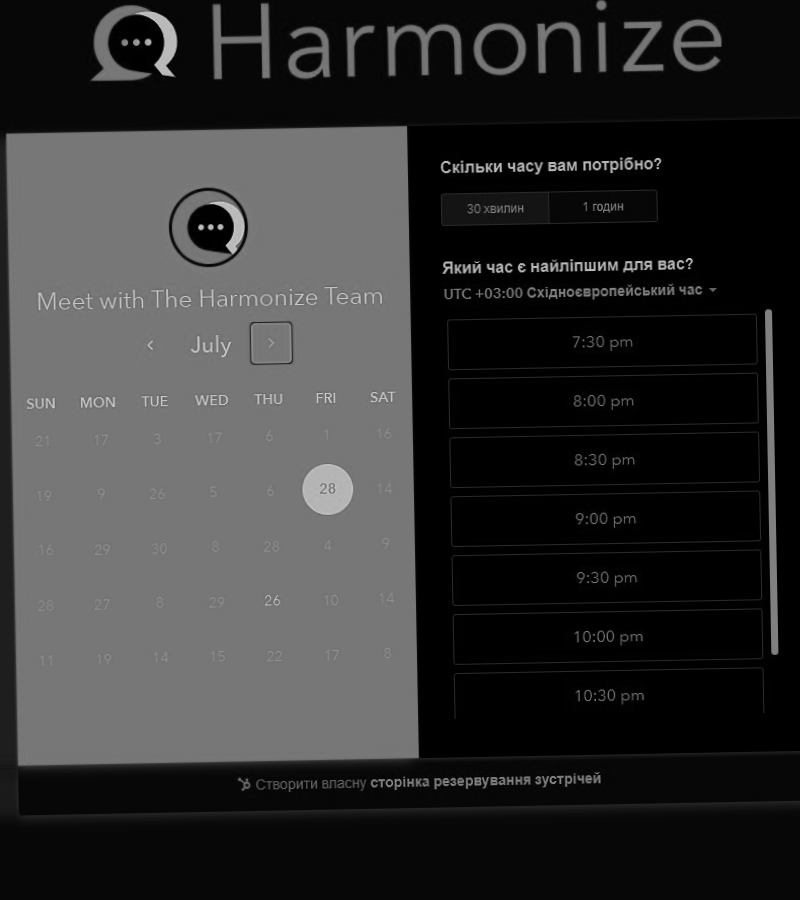 Harmonize
Meet with The Harmonize Team
July
SUN MON TUE WED THU FRI SAT
21 17 3 17 6 1 16
19 9 26 5 6 28 14
16 29 30 8 28 4 9
28 27 8 29 26 10 14
11 19 14 15 22 17 8
Скільки часу вам потрібно?
30 хвилин 1 годин
Який час є найліпшим для вас?
UTC +03:00 Східноєвропейський час
7:30 pm
8:00 pm
8:30 pm
9:00 pm
9:30 pm
10:00 pm
10:30 pm
Створити власну сторінка резервування зустрічей